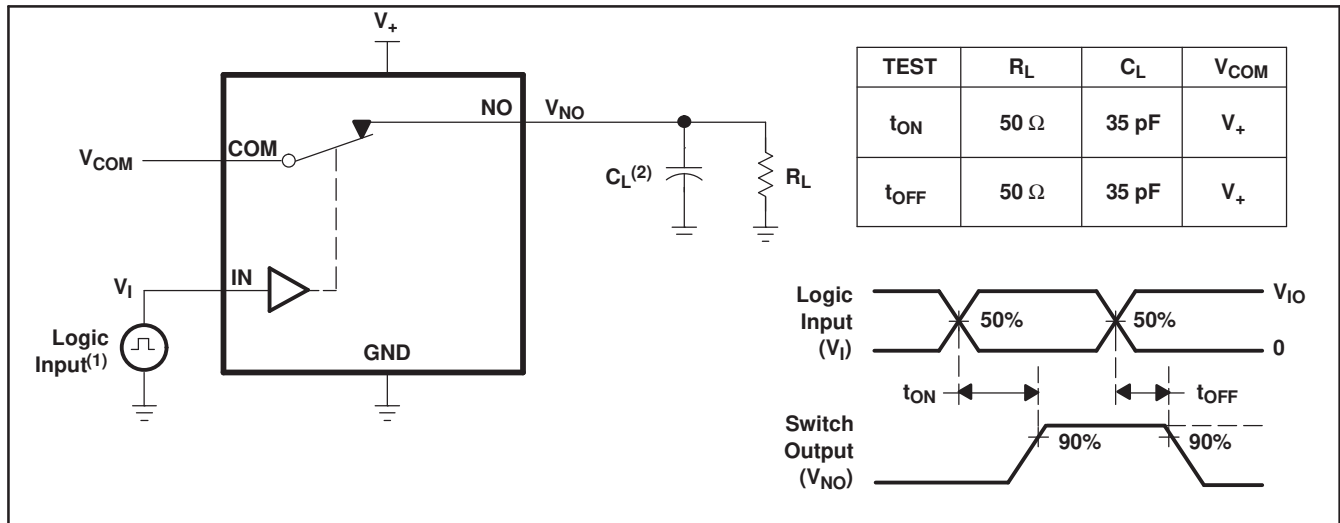 V+
NO
VNO
COM
VCOM
CL(2)
RL
VI
IN
Logic
Input(1)
GND
TEST RL CL VCOM
tON 50 Ω 35 pF V+
tOFF 50 Ω 35 pF V+
Logic
Input
(VI)
50%
50%
VIO
0
tON
tOFF
Switch
Output
(VNO)
90%
90%